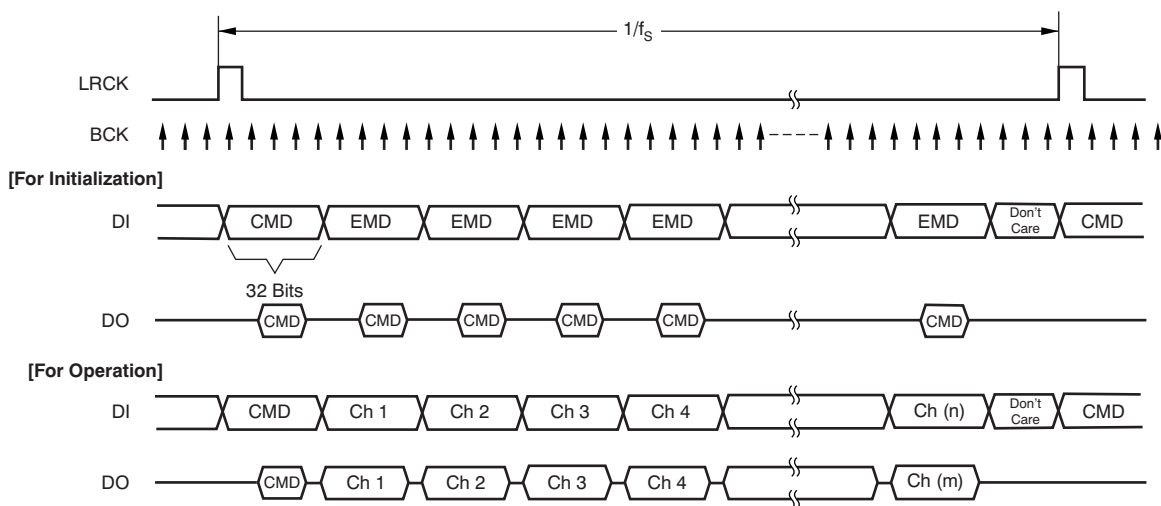 1/fS
LRCK
BCK
[For Initialization]
DI CMD EMD EMD EMD EMD EMD Don't Care CMD
32 Bits
DO CMD CMD CMD CMD CMD CMD
[For Operation]
DI CMD Ch 1 Ch 2 Ch 3 Ch 4 Ch (n) Don't Care CMD
DO CMD Ch 1 Ch 2 Ch 3 Ch 4 Ch (m)